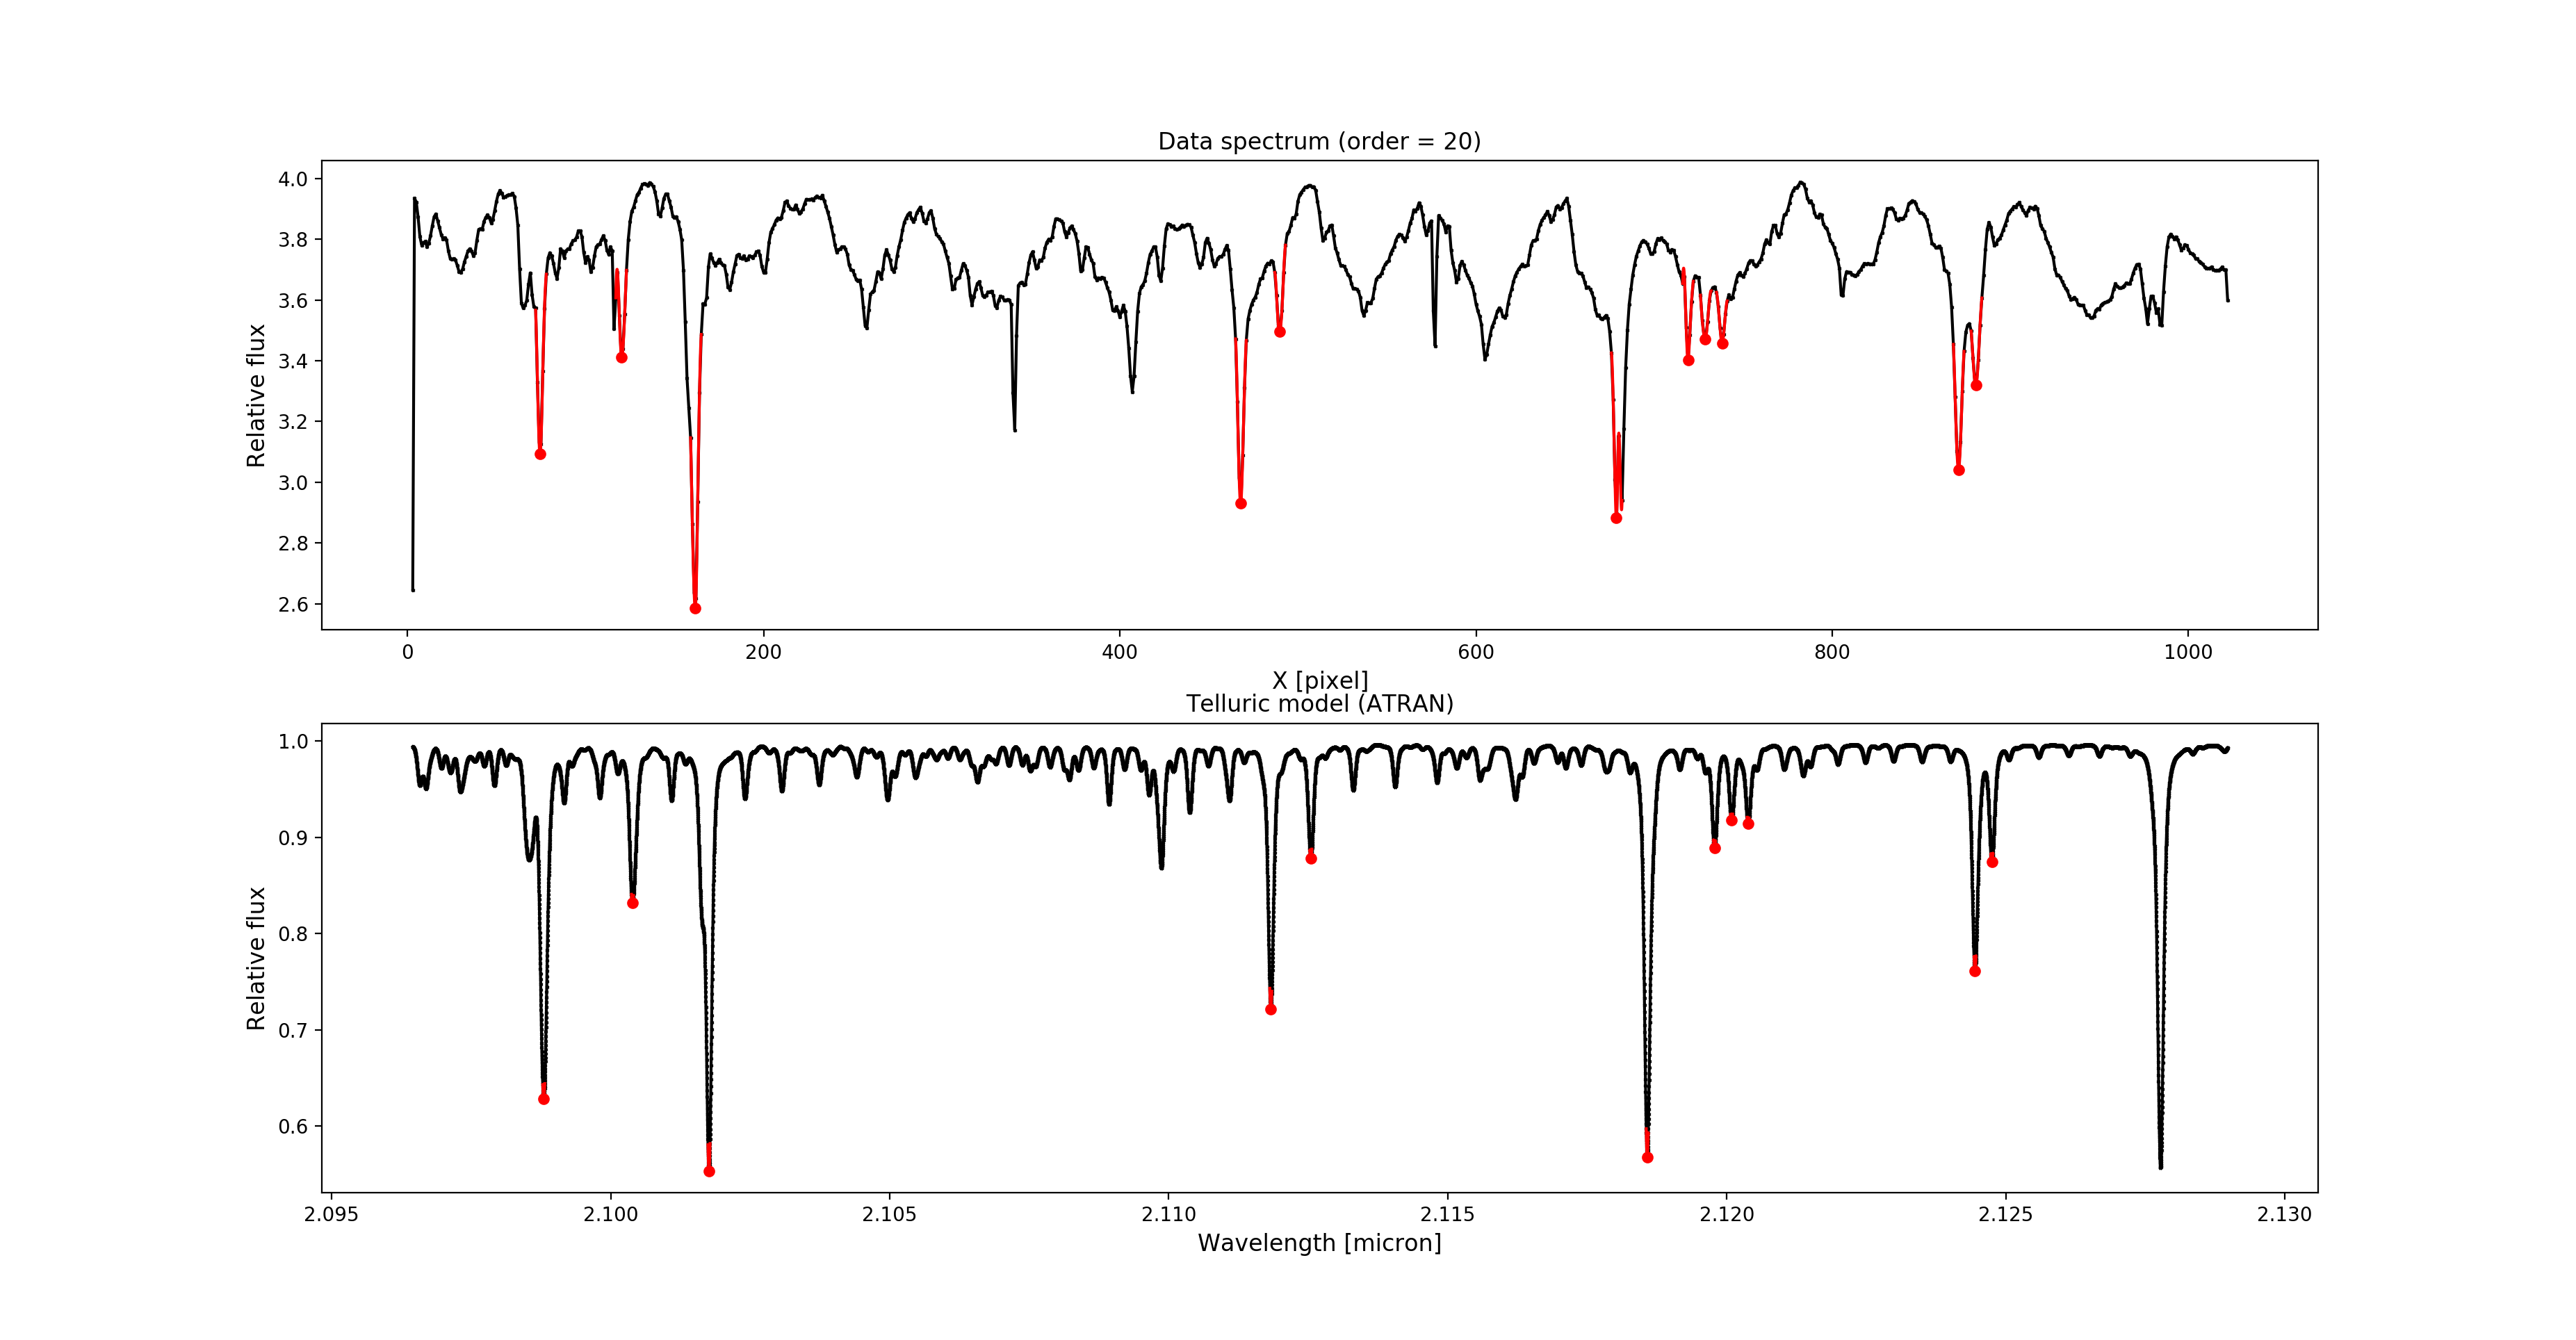 Data spectrum (order = 20)
4.0
3.8
3.6
3.4
3.2
3.0
2.8
2.6
Relative flux
0 200 400 600 800 1000
X [pixel]
Telluric model (ATRAN)
1.0
0.9
0.8
0.7
0.6
Relative flux
2.095 2.100 2.105 2.110 2.115 2.120 2.125 2.130
Wavelength [micron]